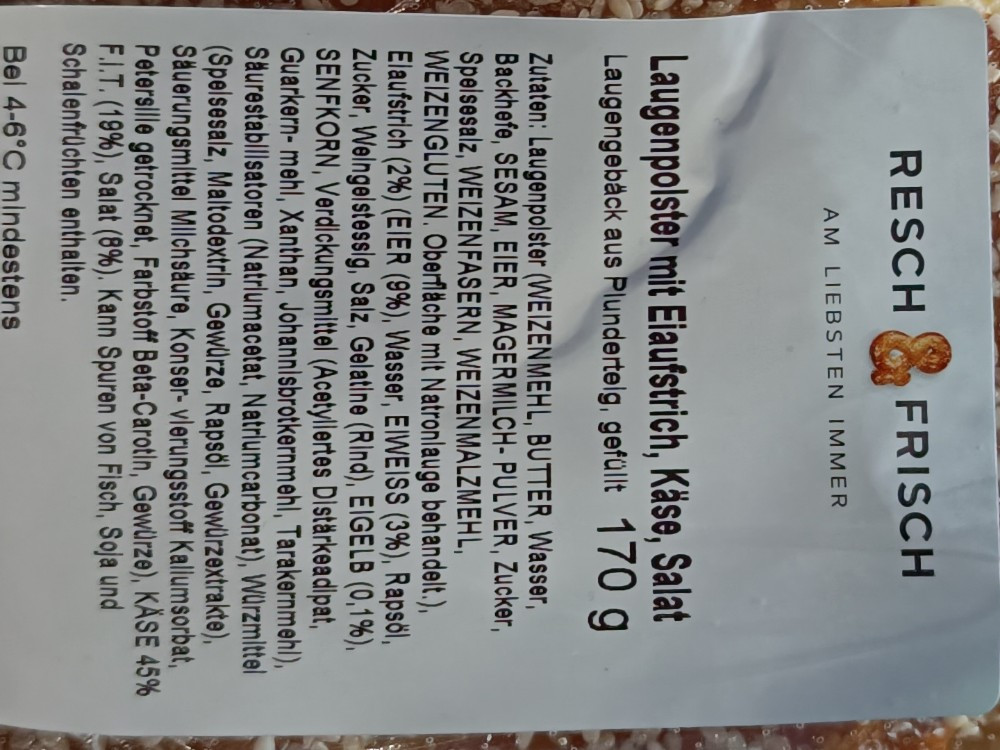 RESCH & FRISCH
AM LIEBSTEN IMMER
Laugenpolster mit Eiaufstrich, Käse, Salat
Laugengebäck aus Plunderteig, gefüllt 170 g
Zutaten: Laugenpolster (WEIZENMEHL, BUTTER, Wasser,
Backhefe, SESAM, EIER, MAGERMILCH- PULVER, Zucker,
Speisesalz, WEIZENFASERN, WEIZENMALZMEHL,
WEIZENGLUTEN. Oberfläche mit Natronlauge behandelt.),
Eiaufstrich (2%) (EIER (9%), Wasser, EIWEISS (3%), Rapsöl,
Zucker, Weingeistessig, Salz, Gelatine (Rind), EIGELB (0,1%),
SENFKORN, Verdickungsmittel (Acetyliertes Distärkeadipat,
Guarkern- mehl, Xanthan, Johannisbrotkernmehl, Tarakernmehl),
Säurestabilisatoren (Natriumacetat, Natriumcarbonat), Würzmittel
(Speisesalz, Maltodextrin, Gewürze, Rapsöl, Gewürzextrakte),
Säuerungsmittel Milchsäure, Konser- vierungsstoff Kaliumsorbat,
Petersilie getrocknet, Farbstoff Beta-Carotin, Gewürze), KÄSE 45%
F.I.T. (19%), Salat (8%). Kann Spuren von Fisch, Soja und
Schalenfrüchten enthalten.
Bei 4-6°C mindestens